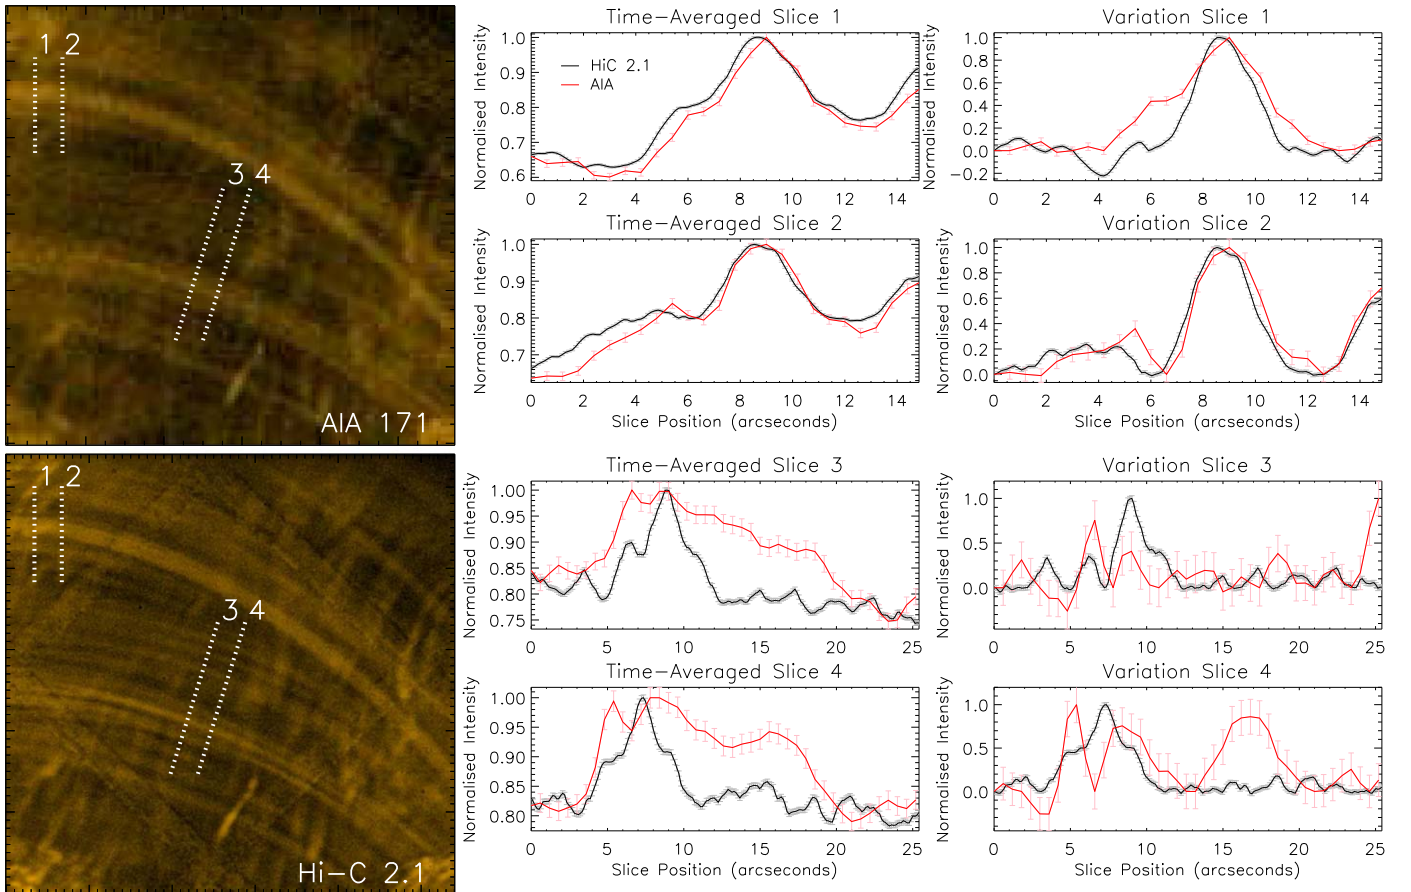 1 2
3 4
AIA 171
1 2
3 4
Hi-C 2.1
Time-Averaged Slice 1
Normalised Intensity
1.0
0.9
0.8
0.7
0.6
HiC 2.1
AIA
0 2 4 6 8 10 12 14
Variation Slice 1
Normalised Intensity
1.0
0.8
0.6
0.4
0.2
0.0
-0.2
0 2 4 6 8 10 12 14
Time-Averaged Slice 2
Normalised Intensity
1.0
0.9
0.8
0.7
0 2 4 6 8 10 12 14
Slice Position (arcseconds)
Variation Slice 2
Normalised Intensity
1.0
0.8
0.6
0.4
0.2
0.0
0 2 4 6 8 10 12 14
Slice Position (arcseconds)
Time-Averaged Slice 3
Normalised Intensity
1.00
0.95
0.90
0.85
0.80
0.75
0 5 10 15 20 25
Variation Slice 3
Normalised Intensity
1.0
0.5
0.0
0 5 10 15 20 25
Time-Averaged Slice 4
Normalised Intensity
1.00
0.95
0.90
0.85
0.80
0 5 10 15 20 25
Slice Position (arcseconds)
Variation Slice 4
Normalised Intensity
1.0
0.5
0.0
0 5 10 15 20 25
Slice Position (arcseconds)